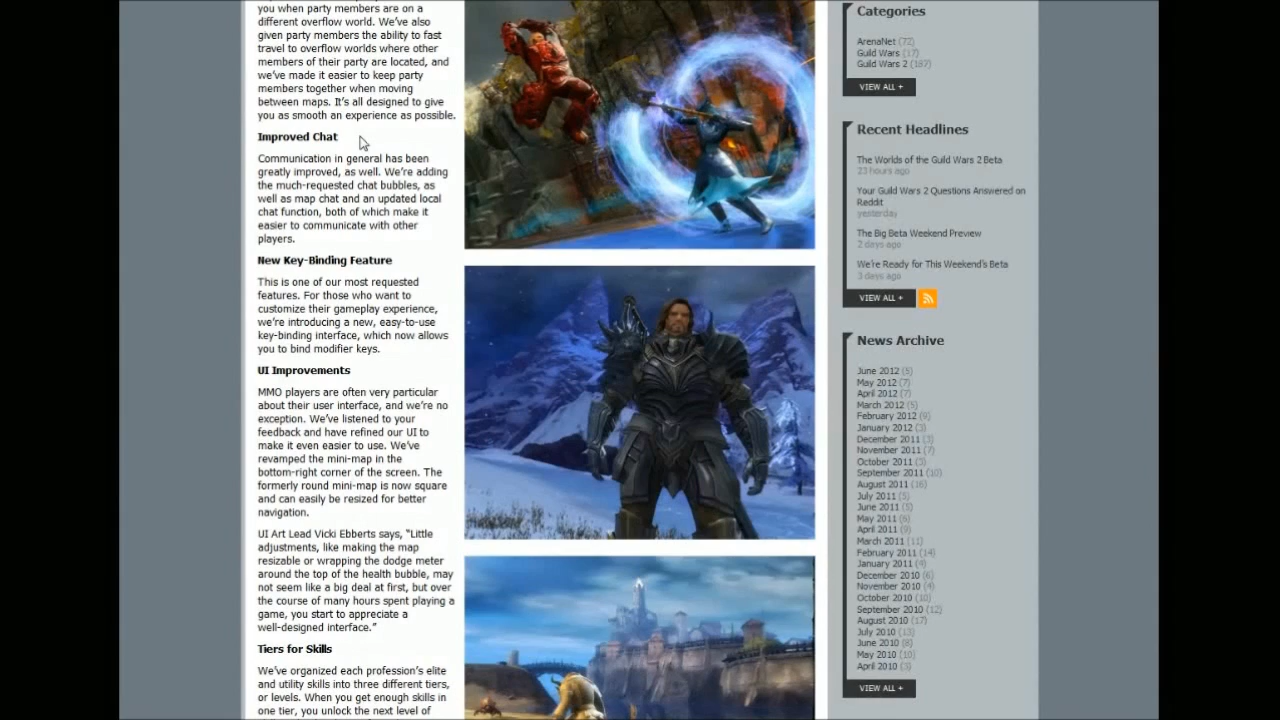 you when party members are on a
different overflow world. We've also
given party members the ability to fast
travel to overflow worlds where other
members of their party are located, and
we've made it easier to keep party
members together when moving
between maps. It's all designed to give
you as smooth an experience as possible.
Improved Chat
Communication in general has been
greatly improved, as well. We're adding
the much-requested chat bubbles, as
well as map chat and an updated local
chat function, both of which make it
easier to communicate with other
players.
New Key-Binding Feature
This is one of our most requested
features. For those who want to
customize their gameplay experience,
we're introducing a new, easy-to-use
key-binding interface, which now allows
you to bind modifier keys.
UI Improvements
MMO players are often very particular
about their user interface, and we're no
exception. We've listened to your
feedback and have refined our UI to
make it even easier to use. We've
revamped the mini-map in the
bottom-right corner of the screen. The
formerly round mini-map is now square
and can easily be resized for better
navigation.
UI Art Lead Vicki Ebberts says, “Little
adjustments, like making the map
resizable or wrapping the dodge meter
around the top of the health bubble, may
not seem like a big deal at first, but over
the course of many hours spent playing a
game, you start to appreciate a
well-designed interface.”
Tiers for Skills
We've organized each profession's elite
and utility skills into three different tiers,
or levels. When you get enough skills in
one tier, you unlock the next level of
Categories
ArenaNet (72)
Guild Wars (17)
Guild Wars 2 (187)
VIEW ALL +
Recent Headlines
The Worlds of the Guild Wars 2 Beta
23 hours ago
Your Guild Wars 2 Questions Answered on
Reddit
yesterday
The Big Beta Weekend Preview
2 days ago
We're Ready for This Weekend's Beta
3 days ago
VIEW ALL +
News Archive
June 2012 (5)
May 2012 (7)
April 2012 (7)
March 2012 (5)
February 2012 (9)
January 2012 (3)
December 2011 (3)
November 2011 (7)
October 2011 (3)
September 2011 (10)
August 2011 (16)
July 2011 (5)
June 2011 (5)
May 2011 (6)
April 2011 (9)
March 2011 (11)
February 2011 (14)
January 2011 (4)
December 2010 (6)
November 2010 (4)
October 2010 (10)
September 2010 (12)
August 2010 (17)
July 2010 (13)
June 2010 (8)
May 2010 (10)
April 2010 (3)
VIEW ALL +